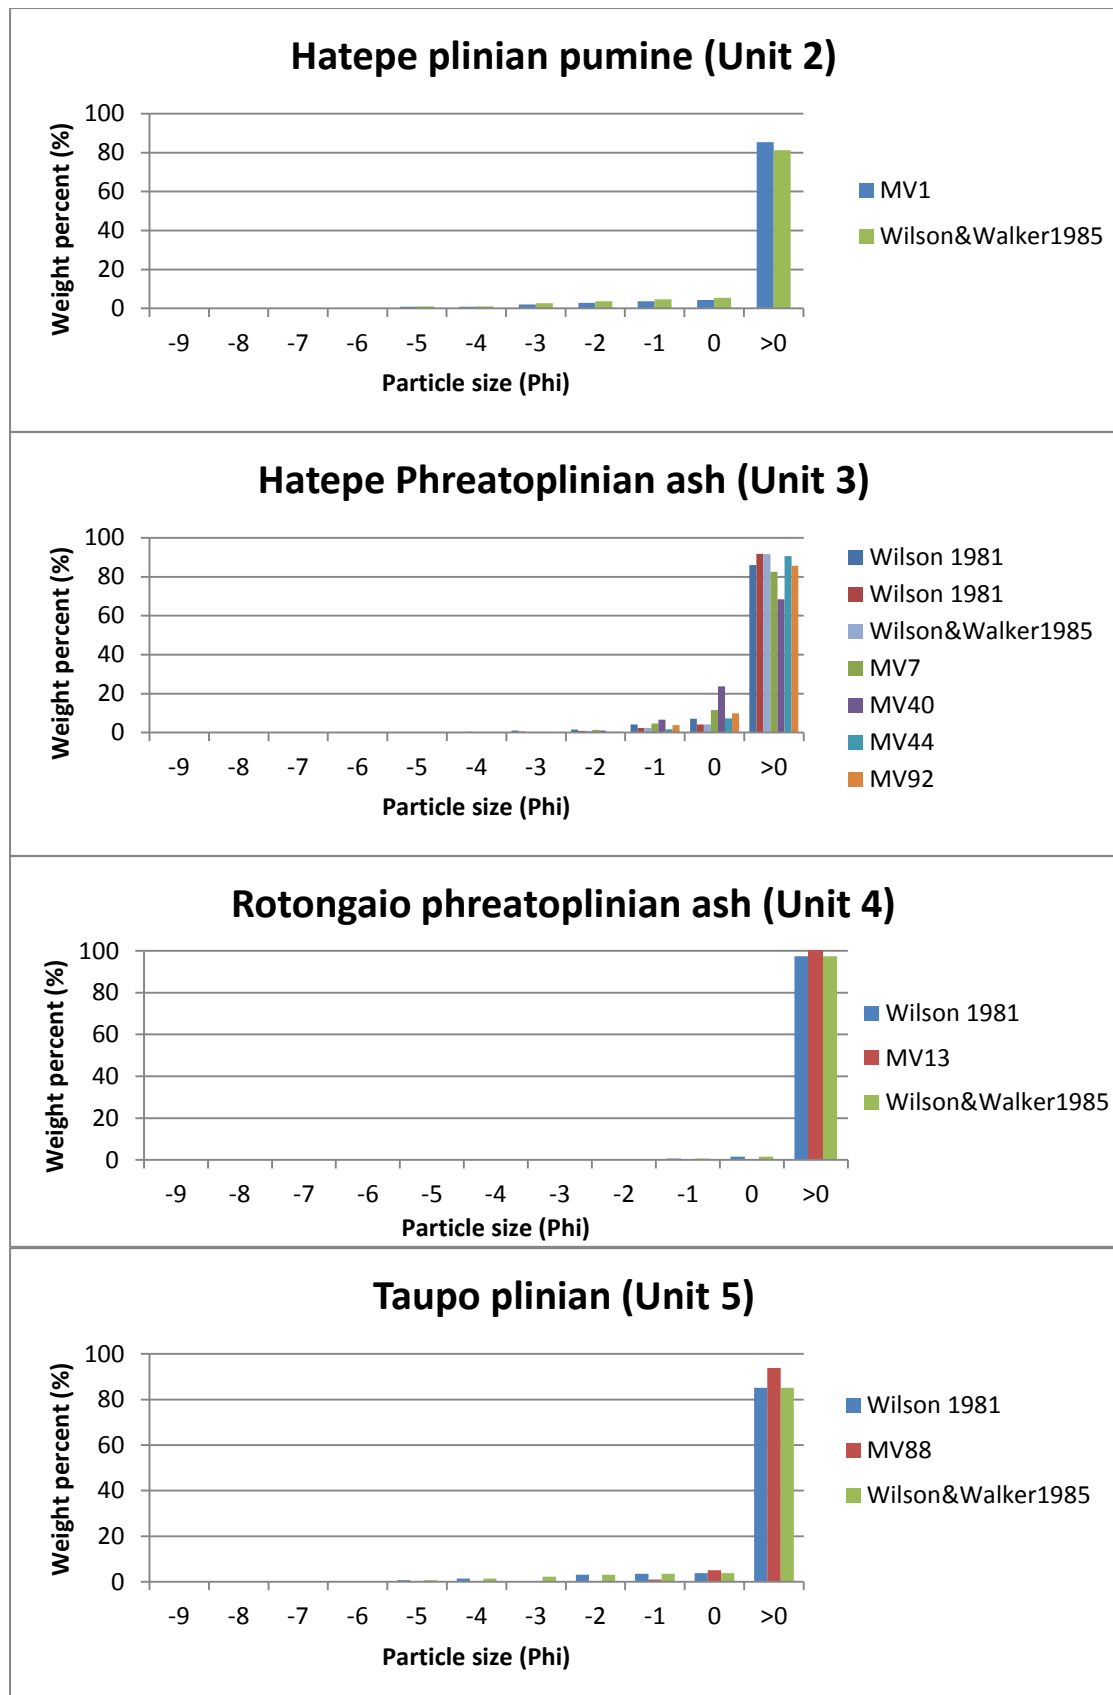 Hatepe plinian pumine (Unit 2)
Weight percent (%)
100
80
60
40
20
0
-9 -8 -7 -6 -5 -4 -3 -2 -1 0 >0
Particle size (Phi)
MV1
Wilson&Walker1985
Hatepe Phreatoplinian ash (Unit 3)
Weight percent (%)
100
80
60
40
20
0
-9 -8 -7 -6 -5 -4 -3 -2 -1 0 >0
Particle size (Phi)
Wilson 1981
Wilson 1981
Wilson&Walker1985
MV7
MV40
MV44
MV92
Rotongaio phreatoplinian ash (Unit 4)
Weight percent (%)
100
80
60
40
20
0
-9 -8 -7 -6 -5 -4 -3 -2 -1 0 >0
Particle size (Phi)
Wilson 1981
MV13
Wilson&Walker1985
Taupo plinian (Unit 5)
Weight percent (%)
100
80
60
40
20
0
-9 -8 -7 -6 -5 -4 -3 -2 -1 0 >0
Particle size (Phi)
Wilson 1981
MV88
Wilson&Walker1985